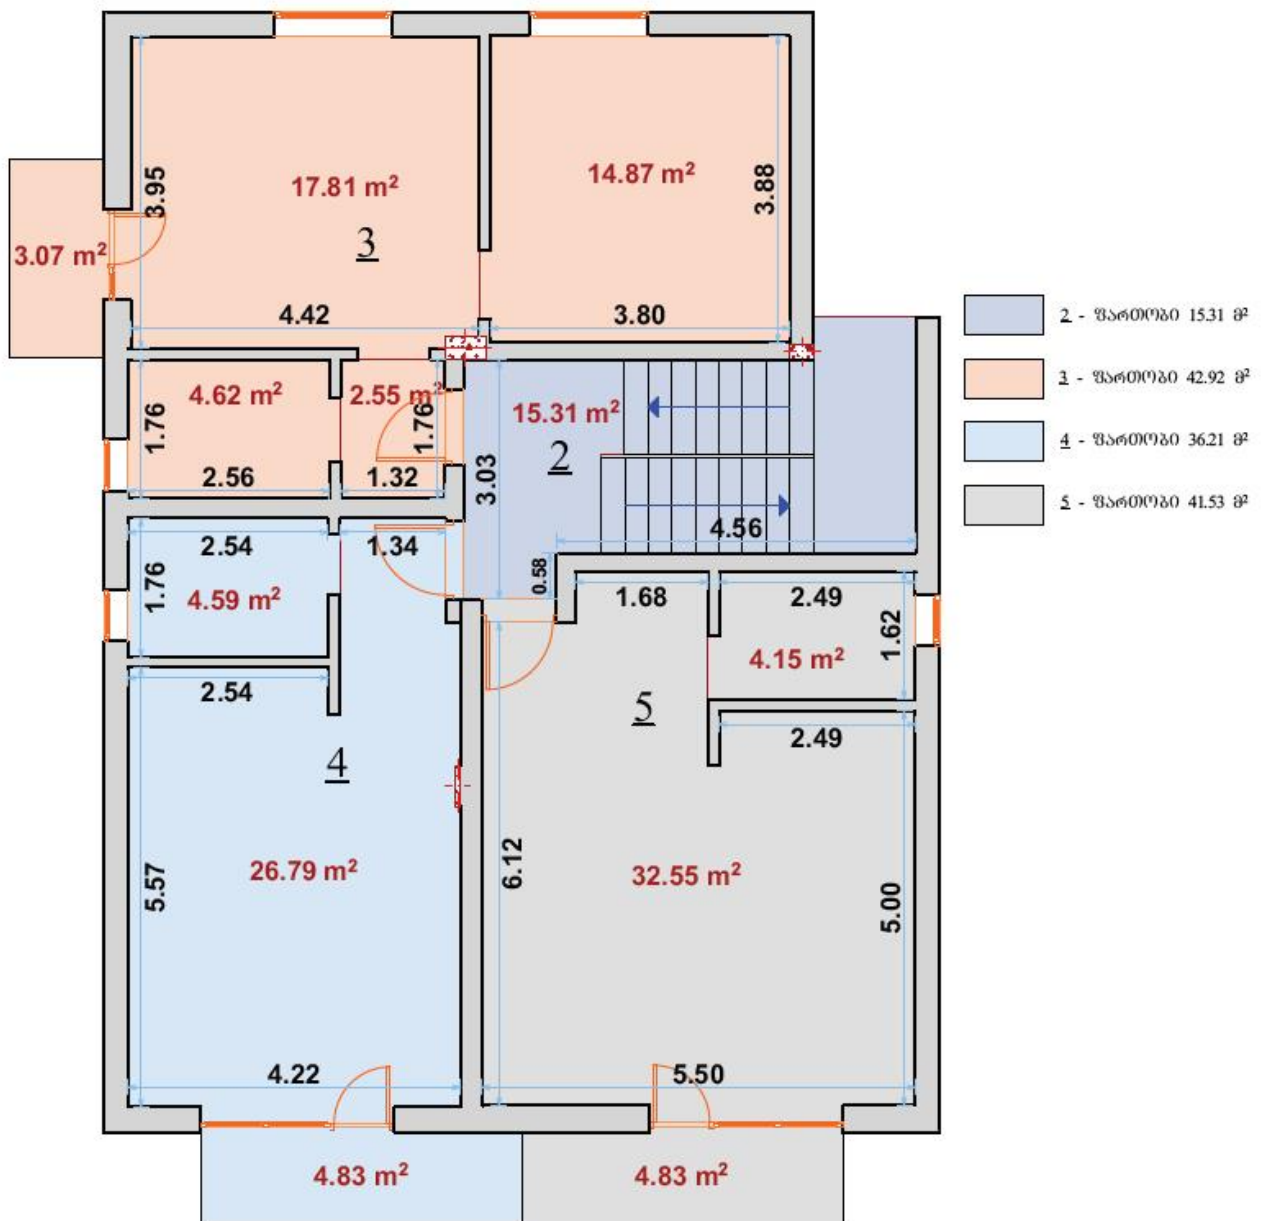 17.81 m²
14.87 m²
3.95
3.88
3.07 m²
3
4.42
3.80
2 - ფართობი 15.31 მ²
3 - ფართობი 42.92 მ²
4 - ფართობი 36.21 მ²
5 - ფართობი 41.53 მ²
4.62 m²
2.55 m²
15.31 m²
1.76
1.76
2
2.56
1.32
3.03
4.56
2.54
1.34
0.58
1.76
4.59 m²
1.68
2.49
1.62
4.15 m²
2.54
5
2.49
4
26.79 m²
32.55 m²
5.57
6.12
5.00
4.22
5.50
4.83 m²
4.83 m²